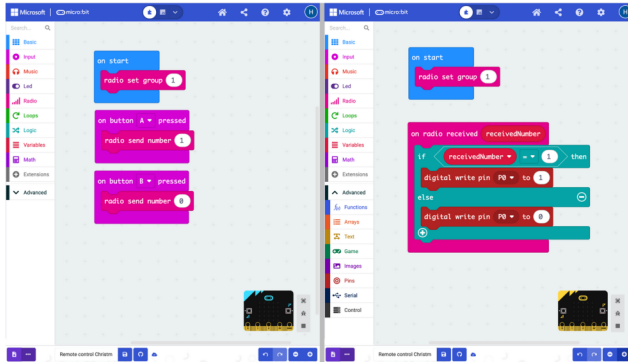 Microsoft micro:bit
H
Search...
Basic
Input
Music
Led
Radio
Loops
Logic
Variables
Math
Extensions
Advanced
on start
radio set group 1
on button A pressed
radio send number 1
on button B pressed
radio send number 0
Remote control Christm
Microsoft micro:bit
H
Search...
Basic
Input
Music
Led
Radio
Loops
Logic
Variables
Math
Extensions
Advanced
Functions
Arrays
Text
Game
Images
Pins
Serial
Control
on start
radio set group 1
on radio received receivedNumber
if receivedNumber = 1 then
digital write pin P0 to 1
else
digital write pin P0 to 0
Remote control Christm